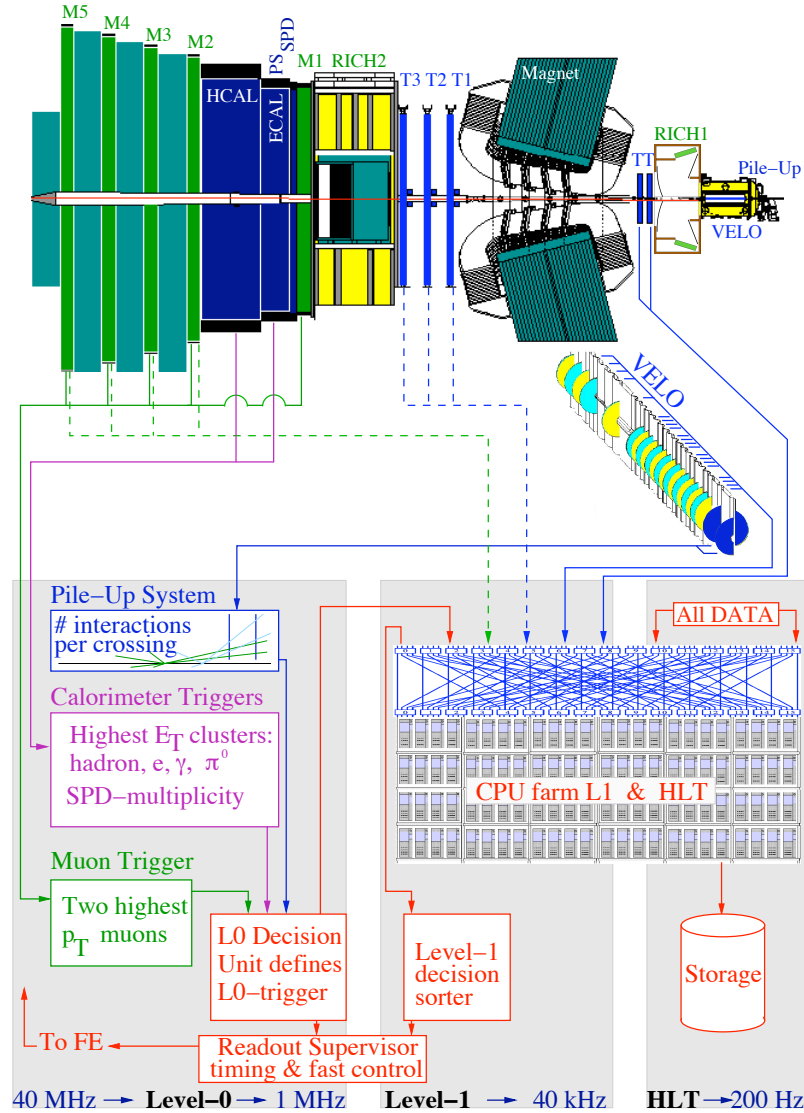 M5
M4
M3
M2
PS
SPD
M1 RICH2
HCAL
ECAL
T3 T2 T1
Magnet
RICH1
TT
Pile-Up
VELO
VELO
Pile-Up System
# interactions
per crossing
Calorimeter Triggers
Highest E_T clusters:
hadron, e, γ, π⁰
SPD-multiplicity
Muon Trigger
Two highest
p_T muons
L0 Decision
Unit defines
L0-trigger
All DATA
CPU farm L1 & HLT
Level-1
decision
sorter
Storage
To FE
Readout Supervisor
timing & fast control
40 MHz → Level-0 → 1 MHz
Level-1 → 40 kHz
HLT → 200 Hz